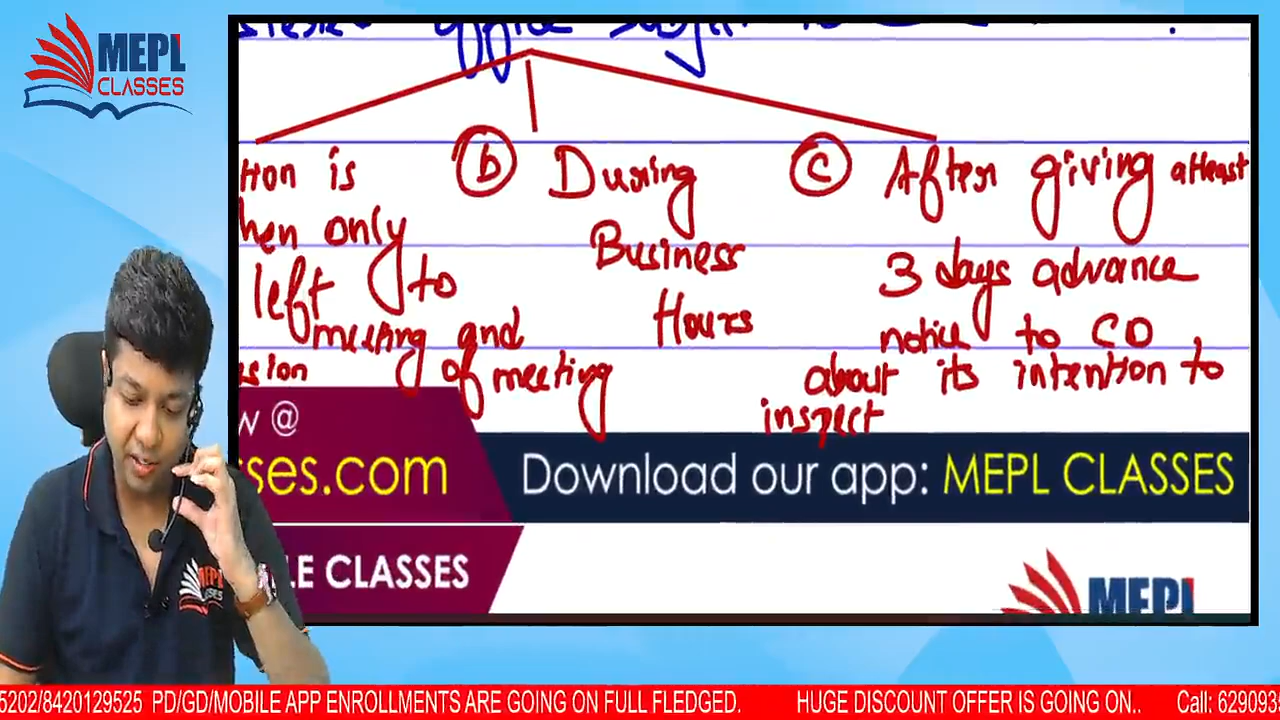 MEPL
CLASSES
office
ⓑ During
Business
Hours
ⓒ After giving atleast
3 days advance
notice to CO
about its intention to
inspect
tion is
hen only
left to
meeting and
sion of meeting
w @
sses.com
Download our app: MEPL CLASSES
LE CLASSES
MEPL
MEPL
5202/8420129525 PD/GD/MOBILE APP ENROLLMENTS ARE GOING ON FULL FLEDGED. HUGE DISCOUNT OFFER IS GOING ON.. Call: 629093